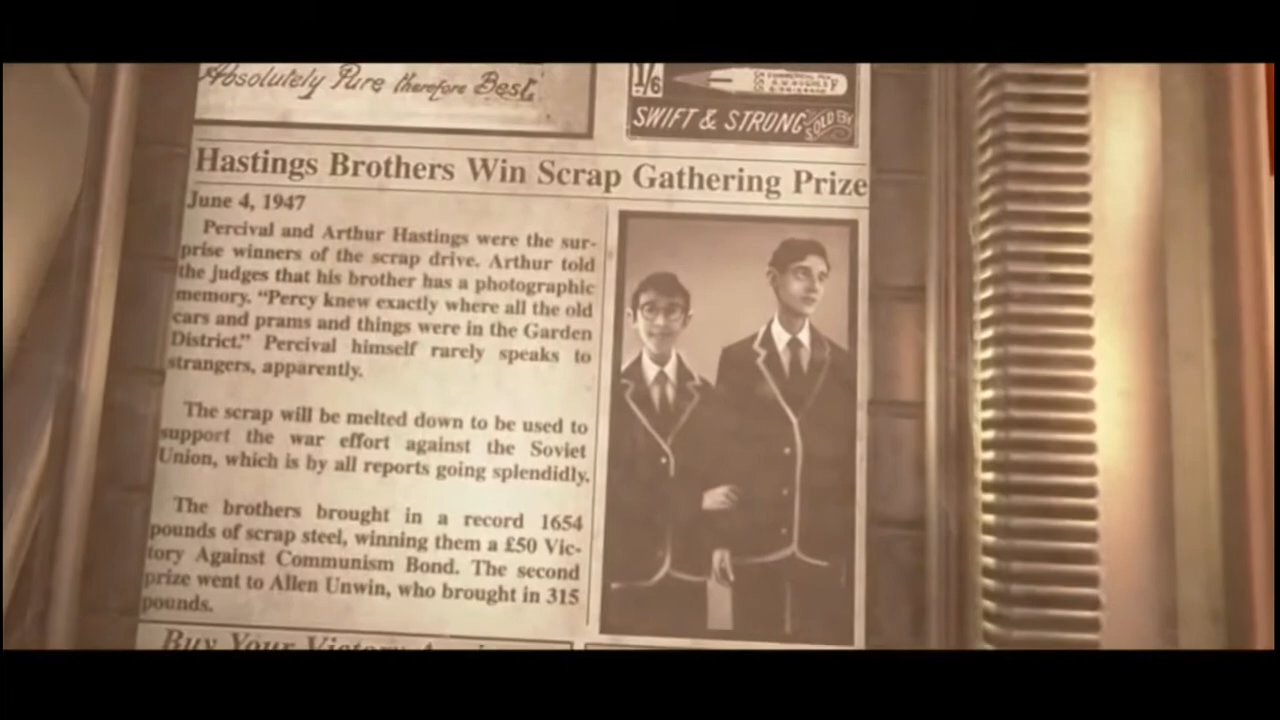 Absolutely Pure therefore Best.
1/6
SWIFT & STRONG
SOLD BY
Hastings Brothers Win Scrap Gathering Prize
June 4, 1947
Percival and Arthur Hastings were the sur-
prise winners of the scrap drive. Arthur told
the judges that his brother has a photographic
memory. “Percy knew exactly where all the old
cars and prams and things were in the Garden
District.” Percival himself rarely speaks to
strangers, apparently.
The scrap will be melted down to be used to
support the war effort against the Soviet
Union, which is by all reports going splendidly.
The brothers brought in a record 1654
pounds of scrap steel, winning them a £50 Vic-
tory Against Communism Bond. The second
prize went to Allen Unwin, who brought in 315
pounds.
Buy Your Victory